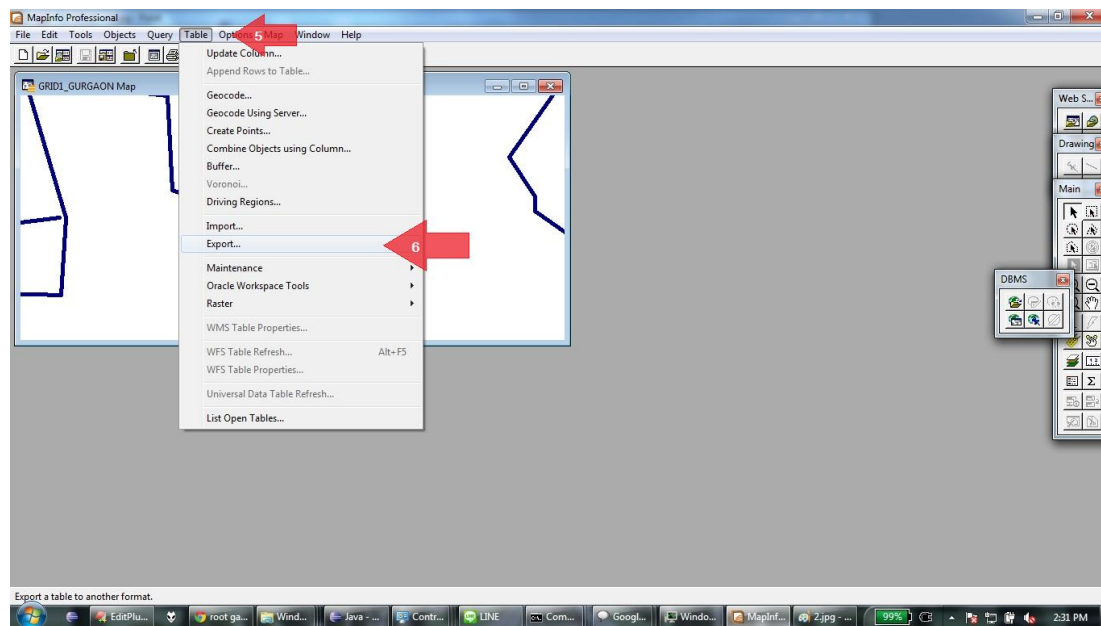 MapInfo Professional
File Edit Tools Objects Query Table Options Map Window Help
5
Update Column...
Append Rows to Table...
GRID1_GURGAON Map
Geocode...
Geocode Using Server...
Create Points...
Combine Objects using Column...
Buffer...
Voronoi...
Driving Regions...
Import...
Export...
6
Maintenance
Oracle Workspace Tools
Raster
WMS Table Properties...
WFS Table Refresh... Alt+F5
WFS Table Properties...
Universal Data Table Refresh...
List Open Tables...
Web S...
Drawing
Main
DBMS
Export a table to another format.
EditPlu... root ga... Wind... Java - ... Contr... LINE Com... Googl... Windo... MapInf... 2.jpg - ... 99% 2:31 PM